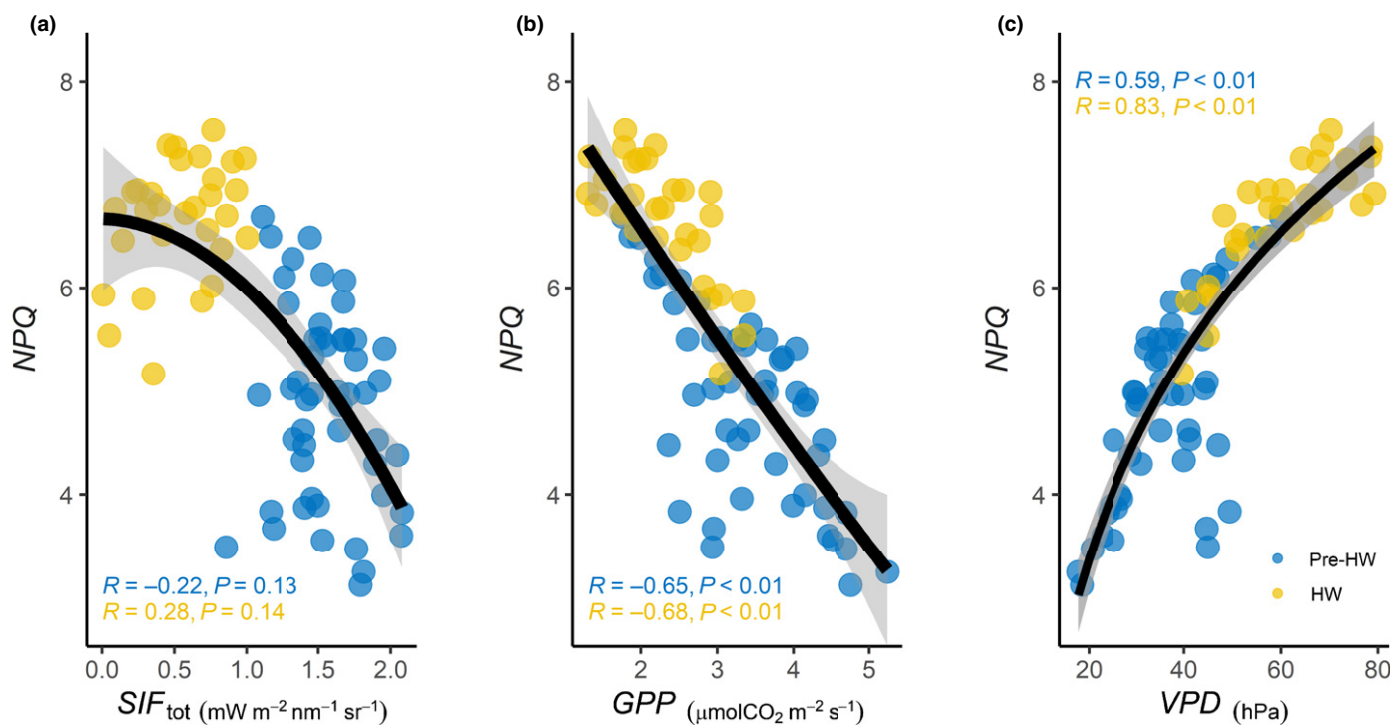 (a)
8
6
4
NPQ
R = −0.22, P = 0.13
R = 0.28, P = 0.14
0.0 0.5 1.0 1.5 2.0
SIFtot (mW m−2 nm−1 sr−1)
(b)
8
6
4
NPQ
R = −0.65, P < 0.01
R = −0.68, P < 0.01
2 3 4 5
GPP (μmolCO2 m−2 s−1)
(c)
R = 0.59, P < 0.01
R = 0.83, P < 0.01
8
6
4
NPQ
Pre-HW
HW
20 40 60 80
VPD (hPa)